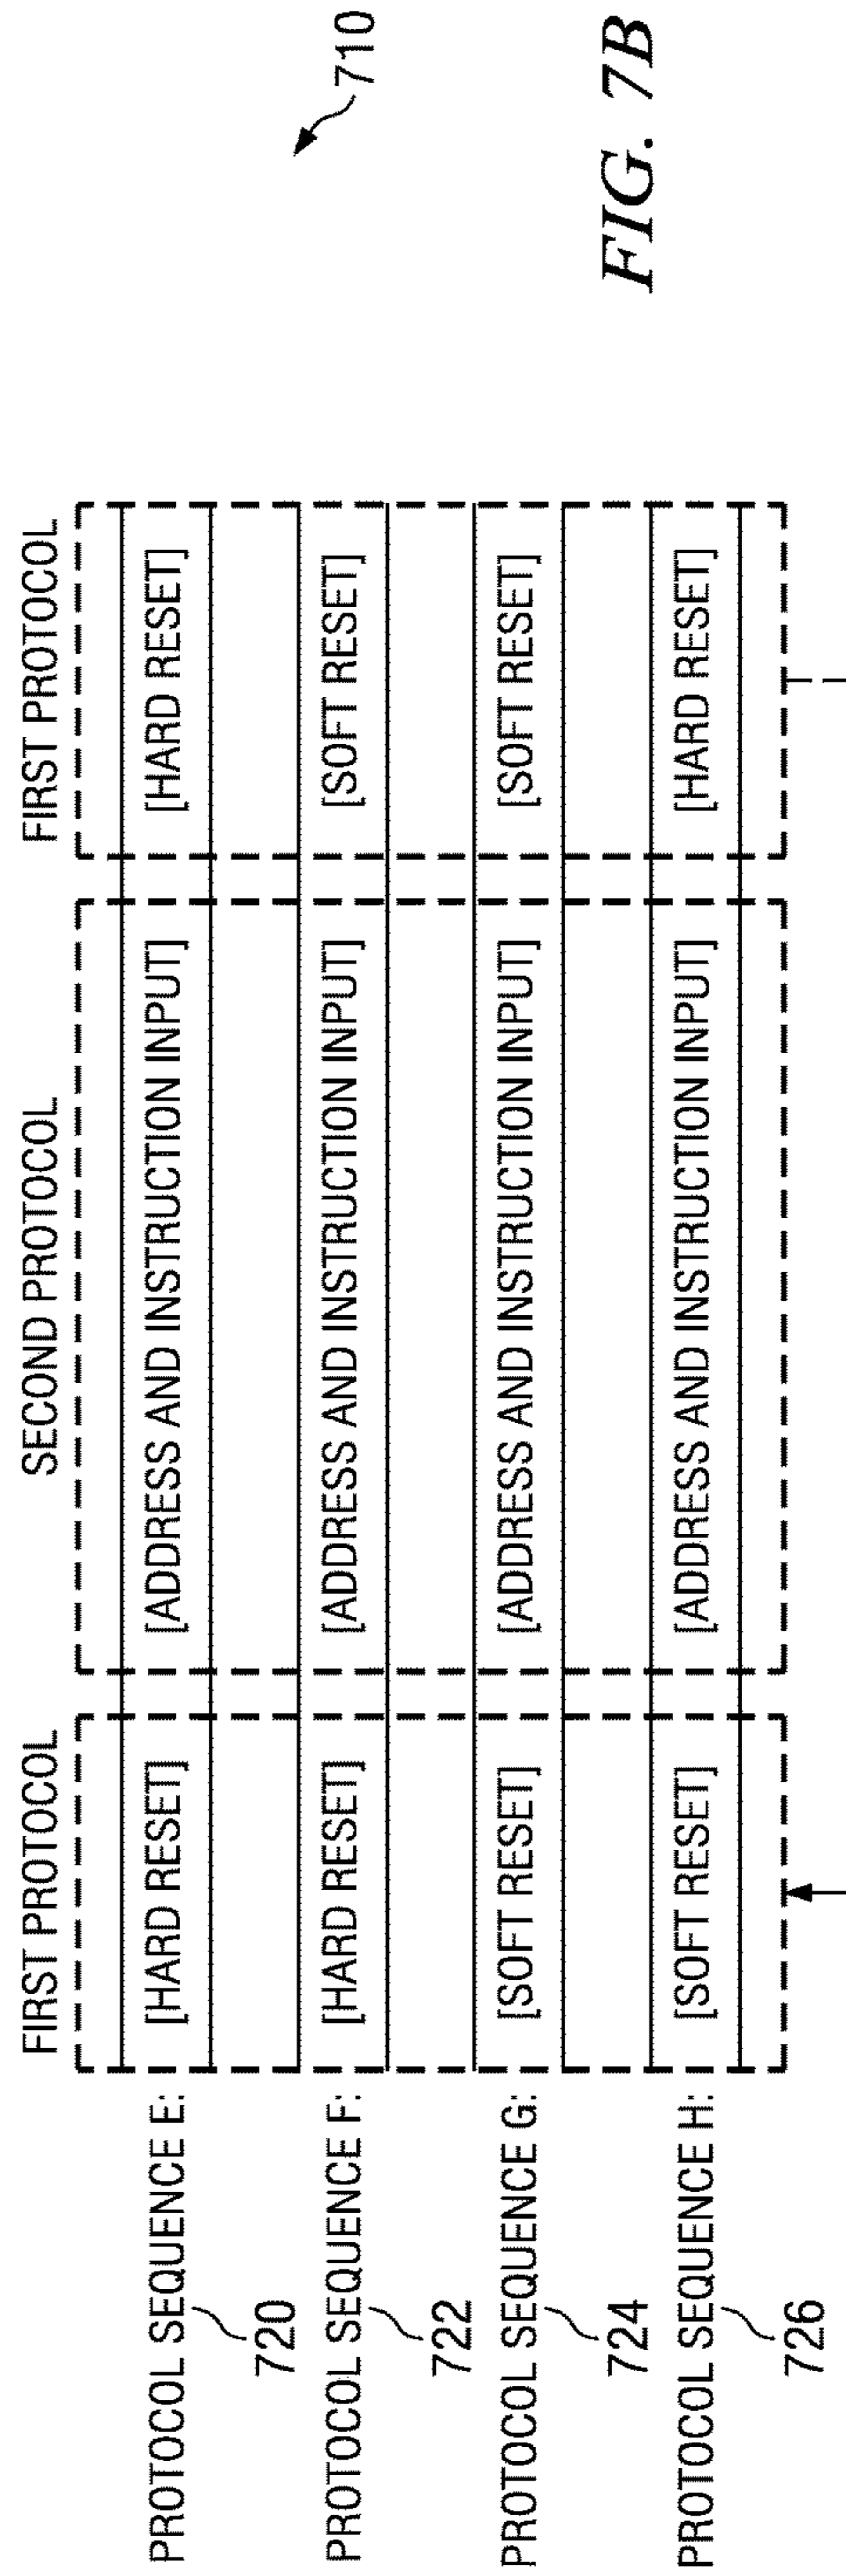 FIRST PROTOCOL SECOND PROTOCOL FIRST PROTOCOL
PROTOCOL SEQUENCE E: [HARD RESET] [ADDRESS AND INSTRUCTION INPUT] [HARD RESET]
720
PROTOCOL SEQUENCE F: [HARD RESET] [ADDRESS AND INSTRUCTION INPUT] [SOFT RESET]
722
PROTOCOL SEQUENCE G: [SOFT RESET] [ADDRESS AND INSTRUCTION INPUT] [SOFT RESET]
724
PROTOCOL SEQUENCE H: [SOFT RESET] [ADDRESS AND INSTRUCTION INPUT] [HARD RESET]
726
710
FIG. 7B